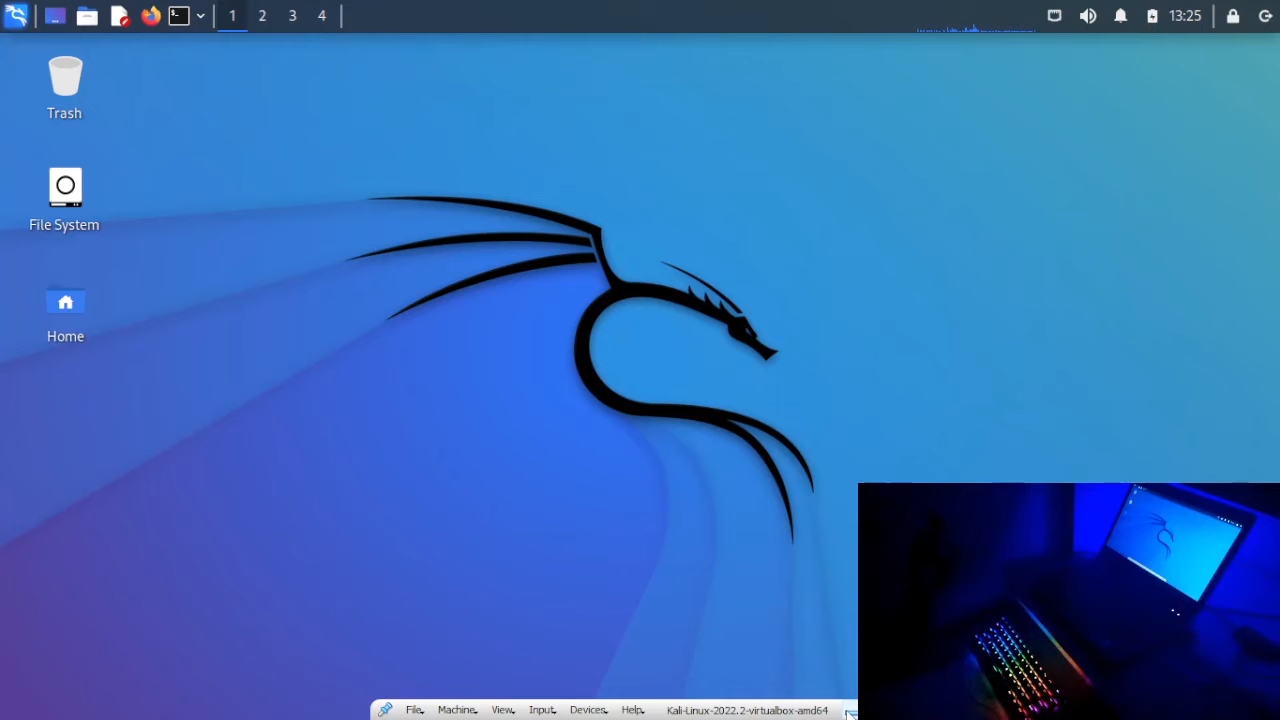 1 2 3 4 13:25
Trash
File System
Home
File Machine View Input Devices Help Kali-Linux-2022.2-virtualbox-amd64